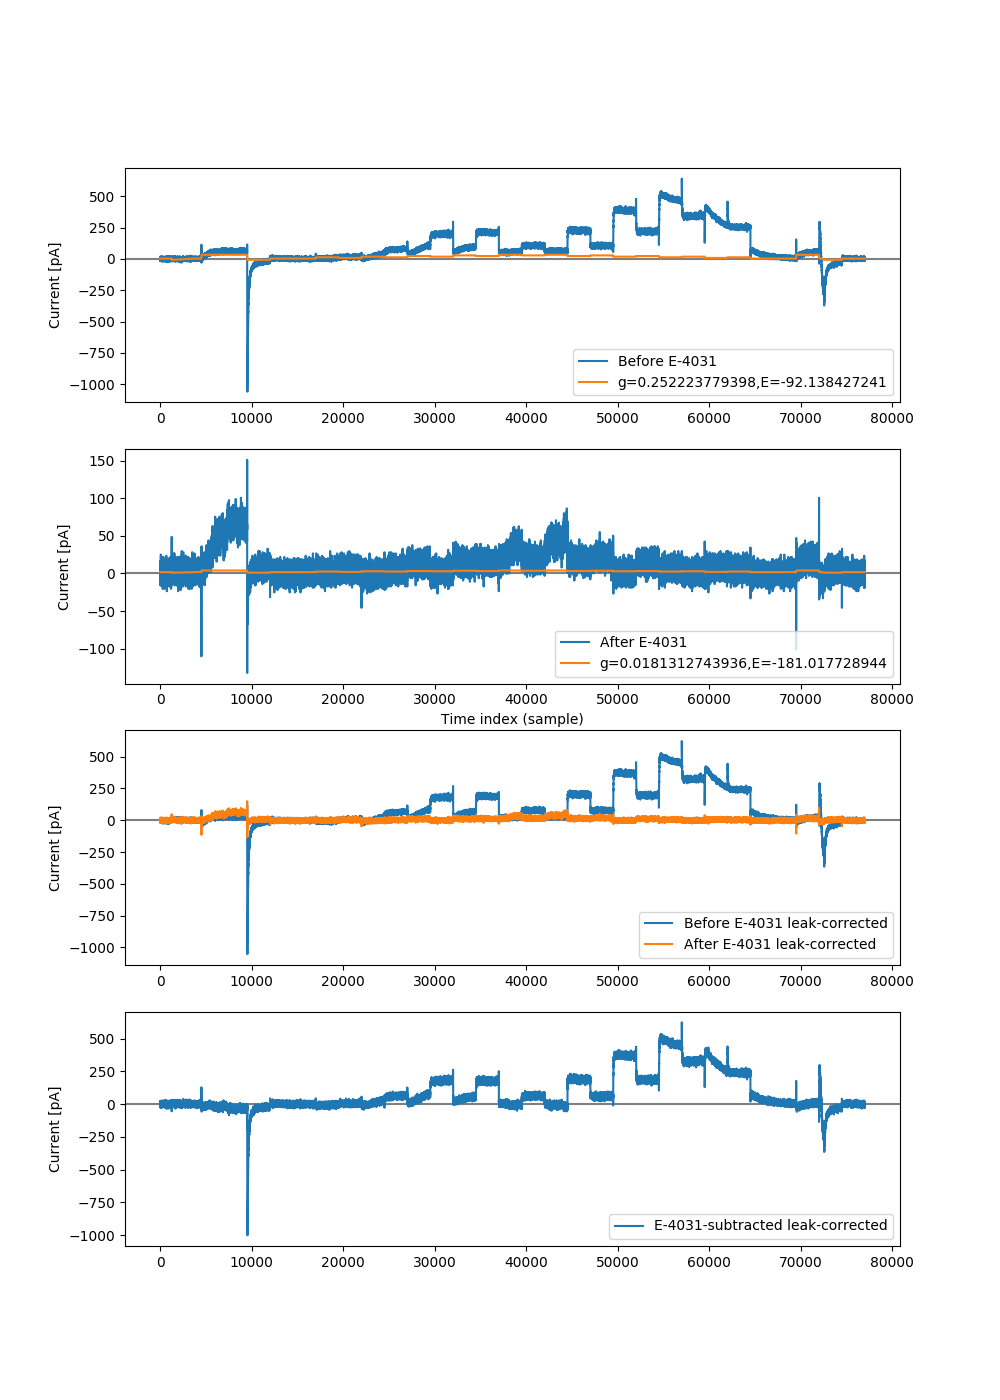 500
250
0
−250
−500
−750
−1000
Current [pA]
Before E-4031
g=0.252223779398,E=-92.138427241
0 10000 20000 30000 40000 50000 60000 70000 80000
150
100
50
0
−50
−100
Current [pA]
After E-4031
g=0.0181312743936,E=-181.017728944
0 10000 20000 30000 40000 50000 60000 70000 80000
Time index (sample)
500
250
0
−250
−500
−750
−1000
Current [pA]
Before E-4031 leak-corrected
After E-4031 leak-corrected
0 10000 20000 30000 40000 50000 60000 70000 80000
500
250
0
−250
−500
−750
−1000
Current [pA]
E-4031-subtracted leak-corrected
0 10000 20000 30000 40000 50000 60000 70000 80000